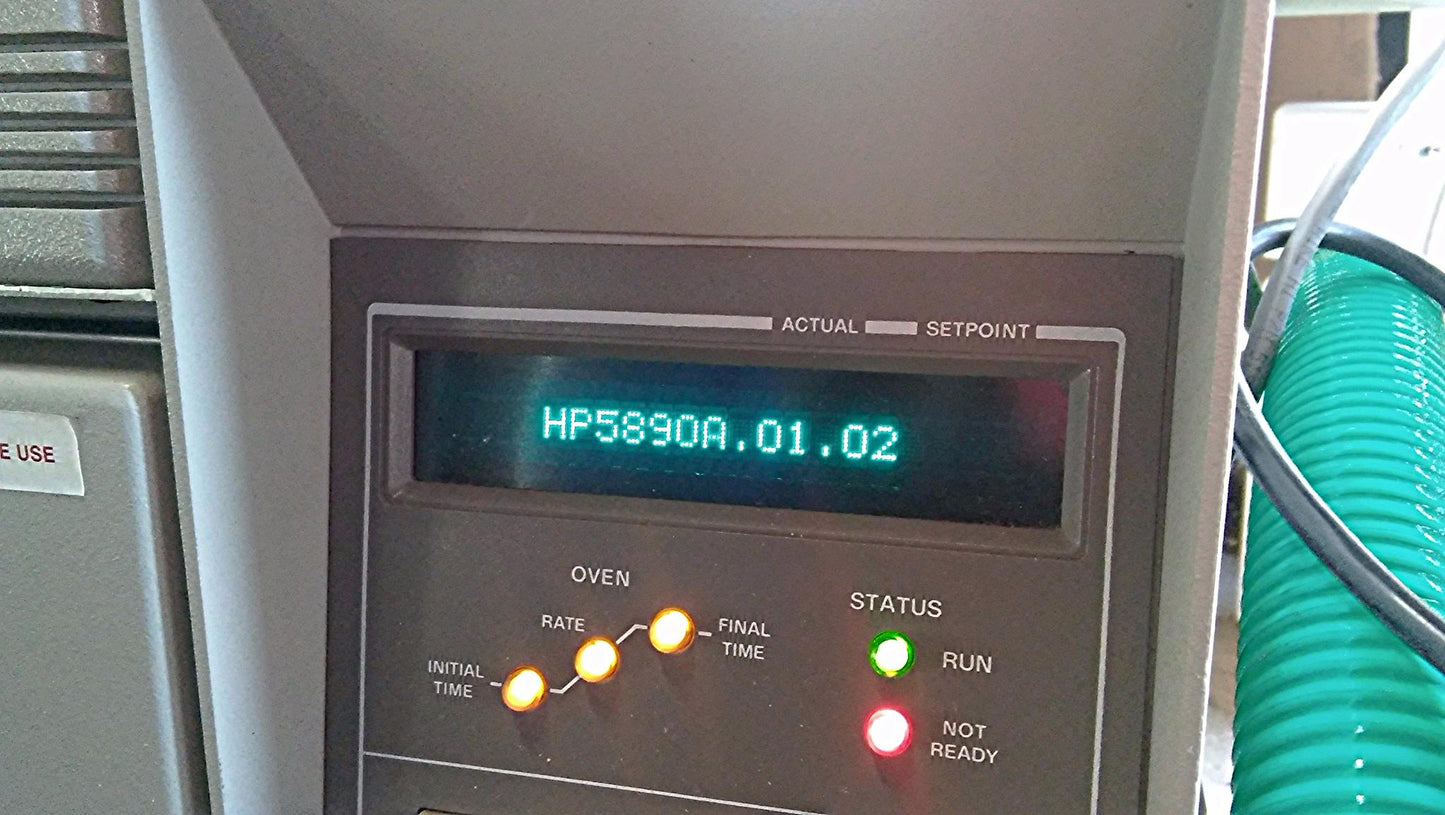 E USE
ACTUAL SETPOINT
HP5890A.01.02
OVEN
RATE
FINAL
TIME
INITIAL
TIME
STATUS
RUN
NOT
READY